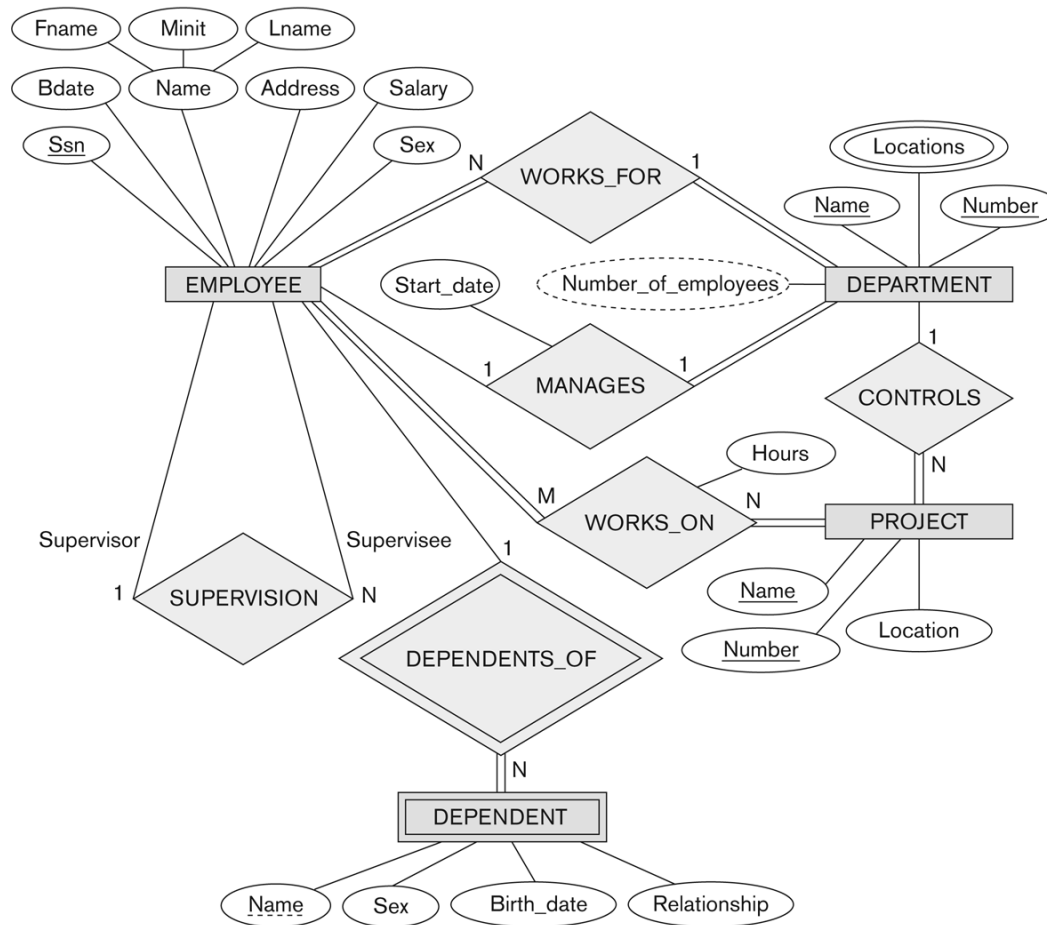 Fname
Minit
Lname
Bdate
Name
Address
Salary
Ssn
Sex
N
WORKS_FOR
1
Locations
Name
Number
EMPLOYEE
Start_date
Number_of_employees
DEPARTMENT
1
MANAGES
1
1
CONTROLS
N
Hours
M
WORKS_ON
N
PROJECT
Supervisor
Supervisee
1
SUPERVISION
N
1
Name
Number
Location
DEPENDENTS_OF
N
DEPENDENT
Name
Sex
Birth_date
Relationship